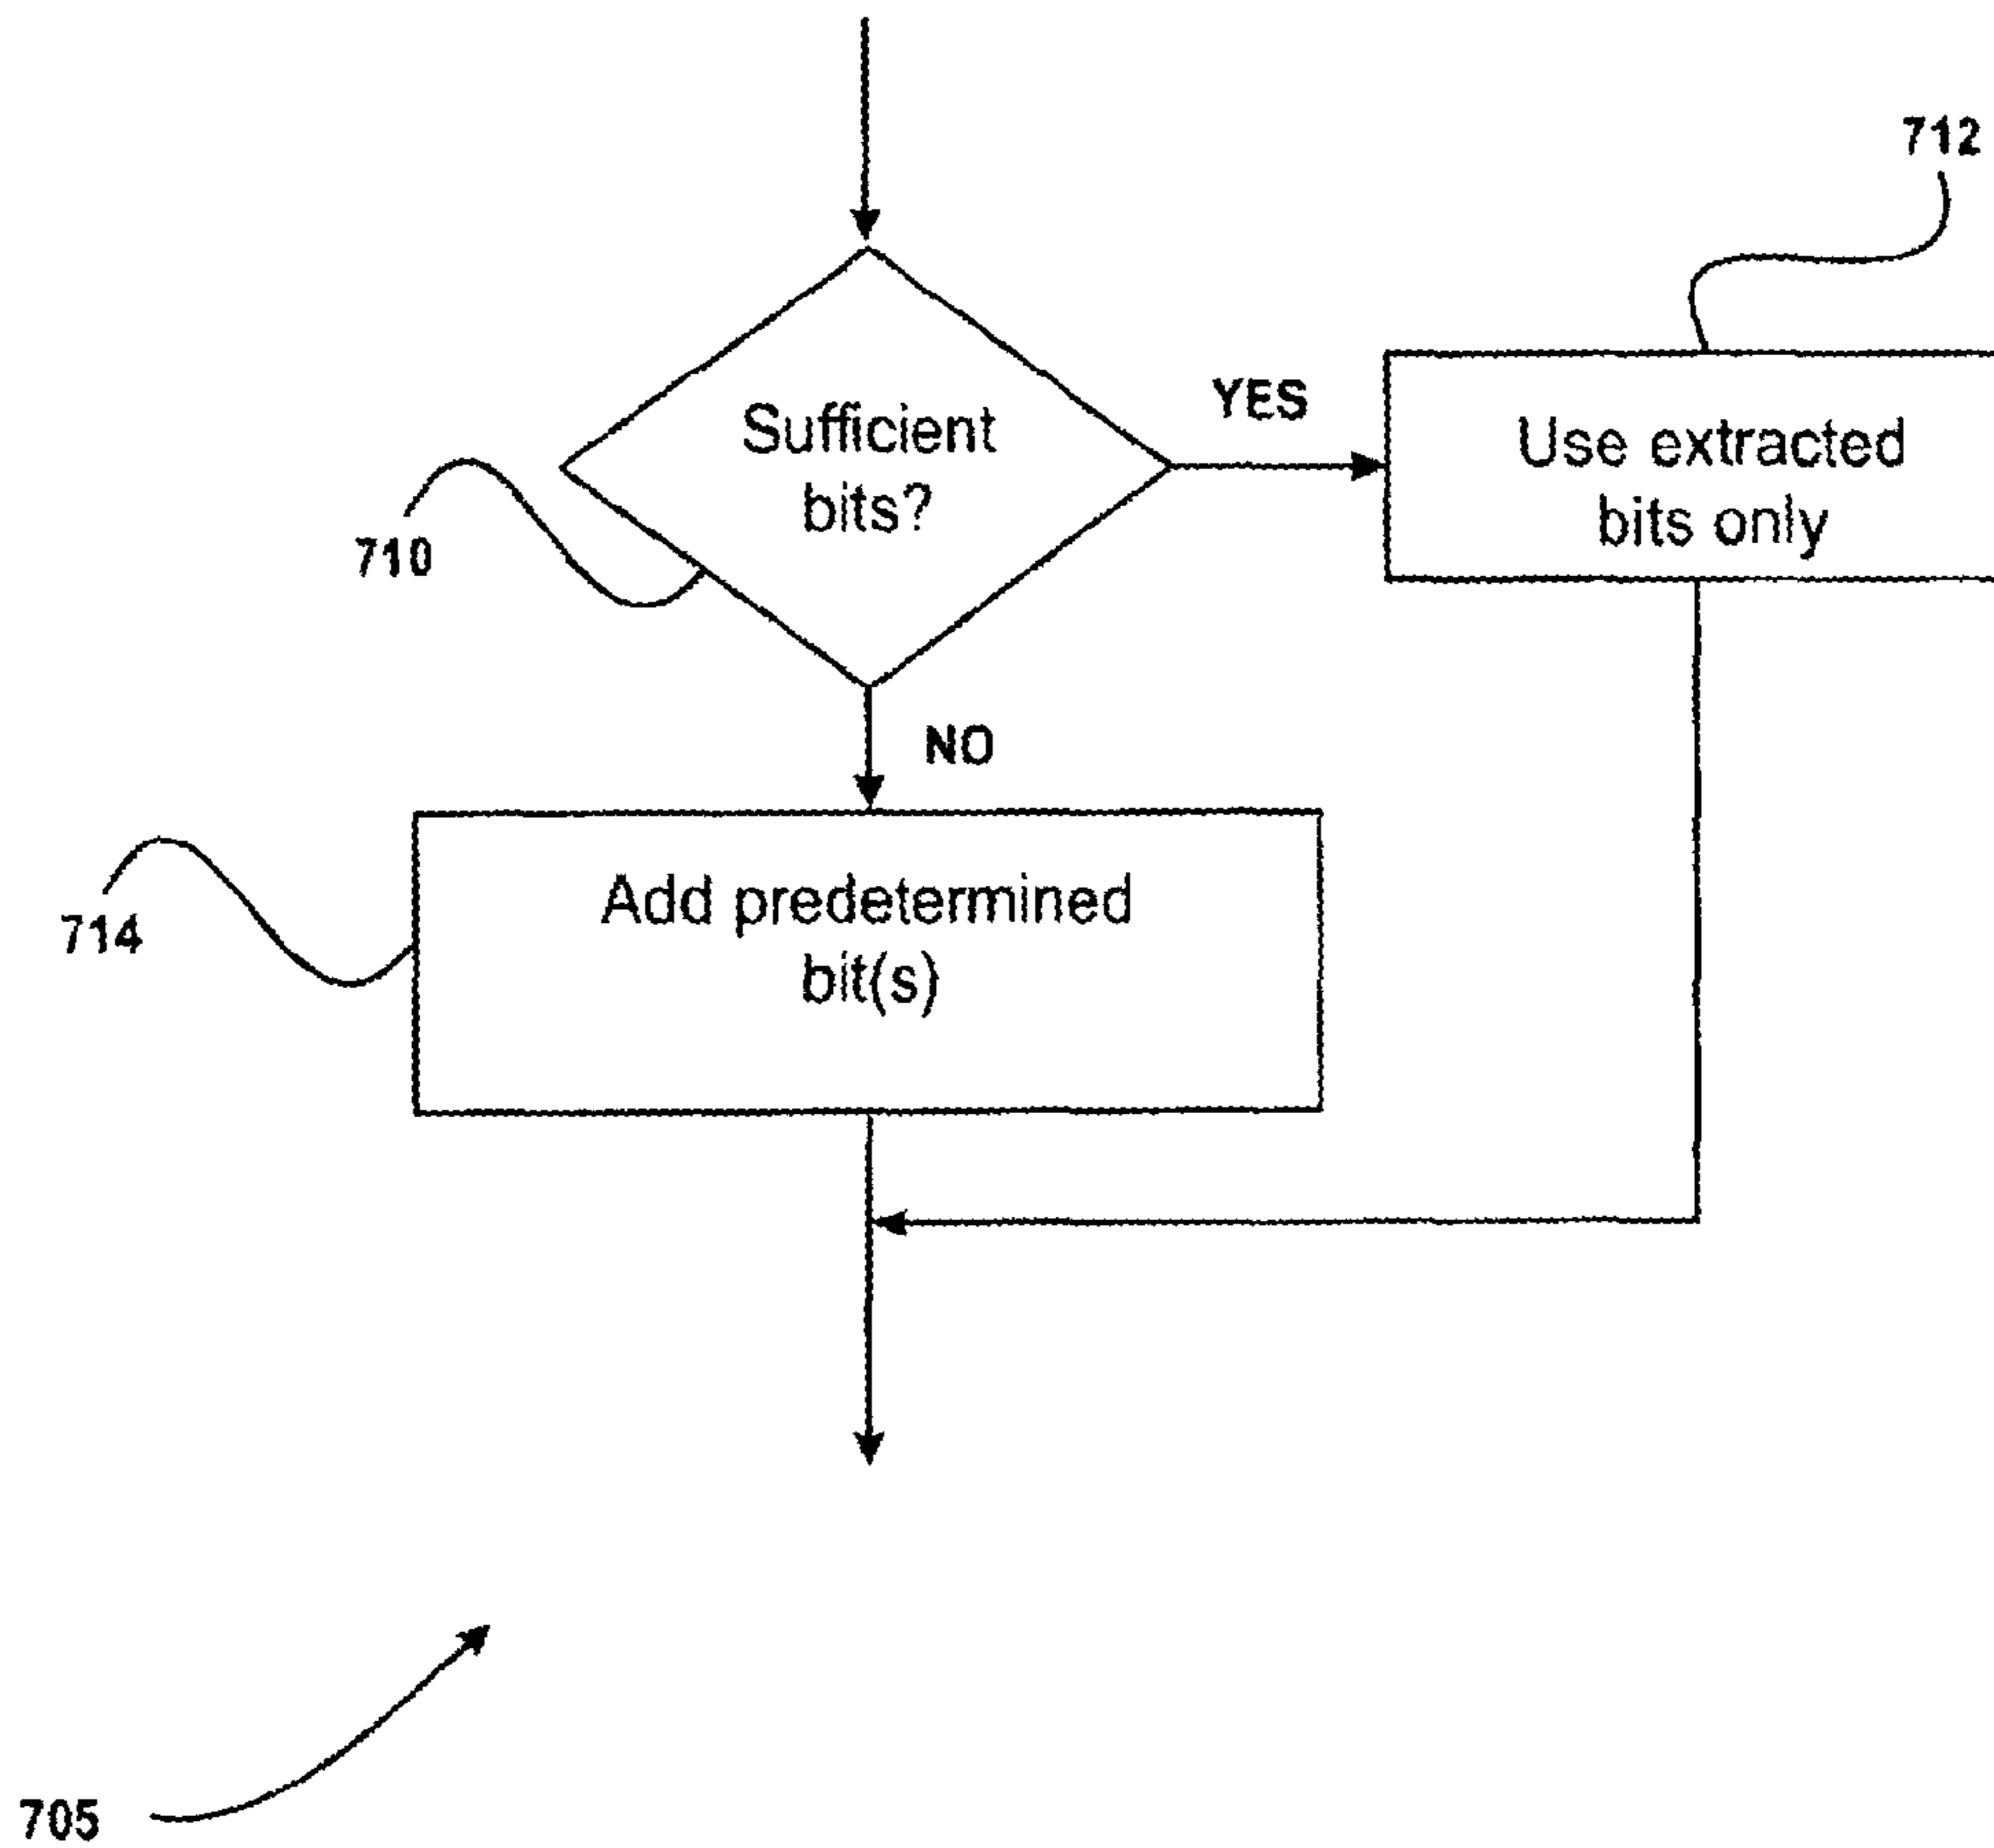 712
YES
Sufficient
bits?
Use extracted
bits only
710
NO
Add predetermined
bit(s)
714
705